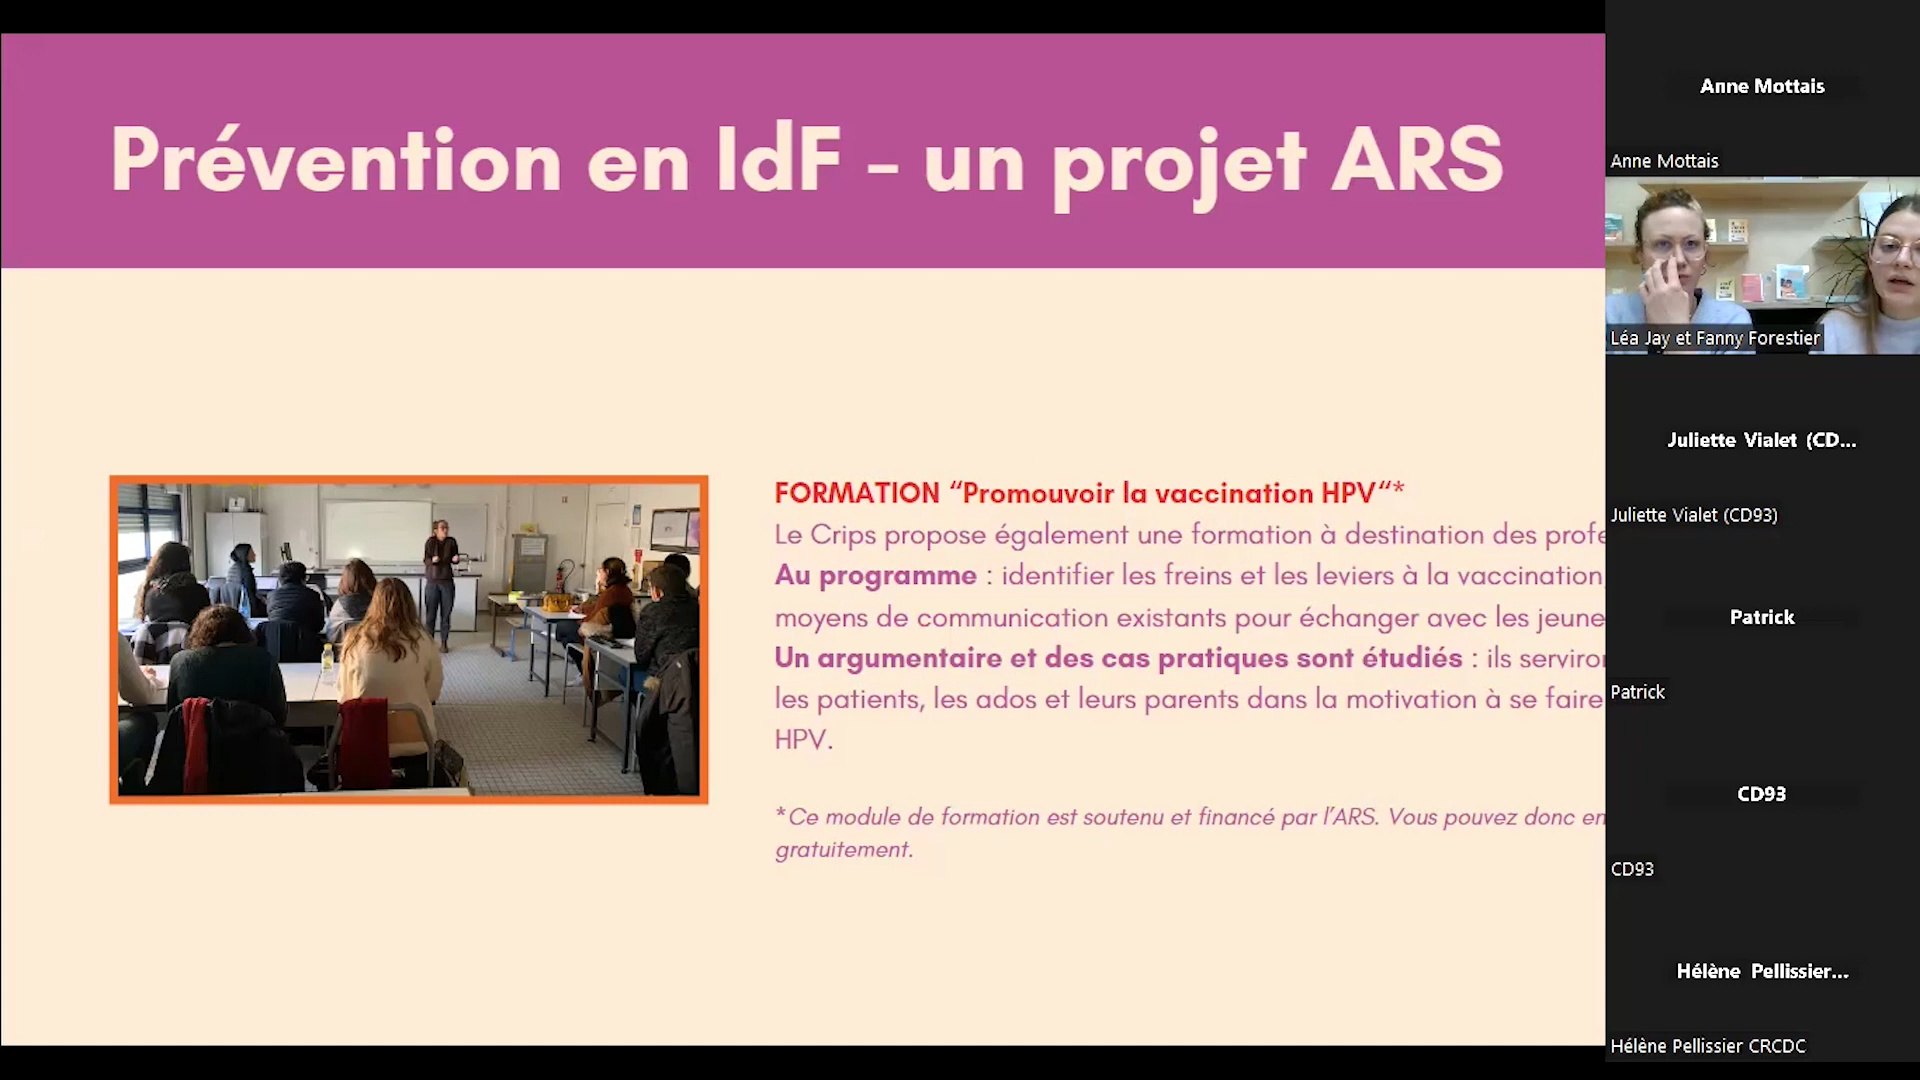 Prévention en IdF - un projet ARS
FORMATION “Promouvoir la vaccination HPV“*
Le Crips propose également une formation à destination des profe
Au programme : identifier les freins et les leviers à la vaccination
moyens de communication existants pour échanger avec les jeune
Un argumentaire et des cas pratiques sont étudiés : ils serviro
les patients, les ados et leurs parents dans la motivation à se faire
HPV.
*Ce module de formation est soutenu et financé par l’ARS. Vous pouvez donc en
gratuitement.
Anne Mottais
Anne Mottais
Léa Jay et Fanny Forestier
Juliette Vialet (CD...
Juliette Vialet (CD93)
Patrick
Patrick
CD93
CD93
Hélène Pellissier...
Hélène Pellissier CRCDC